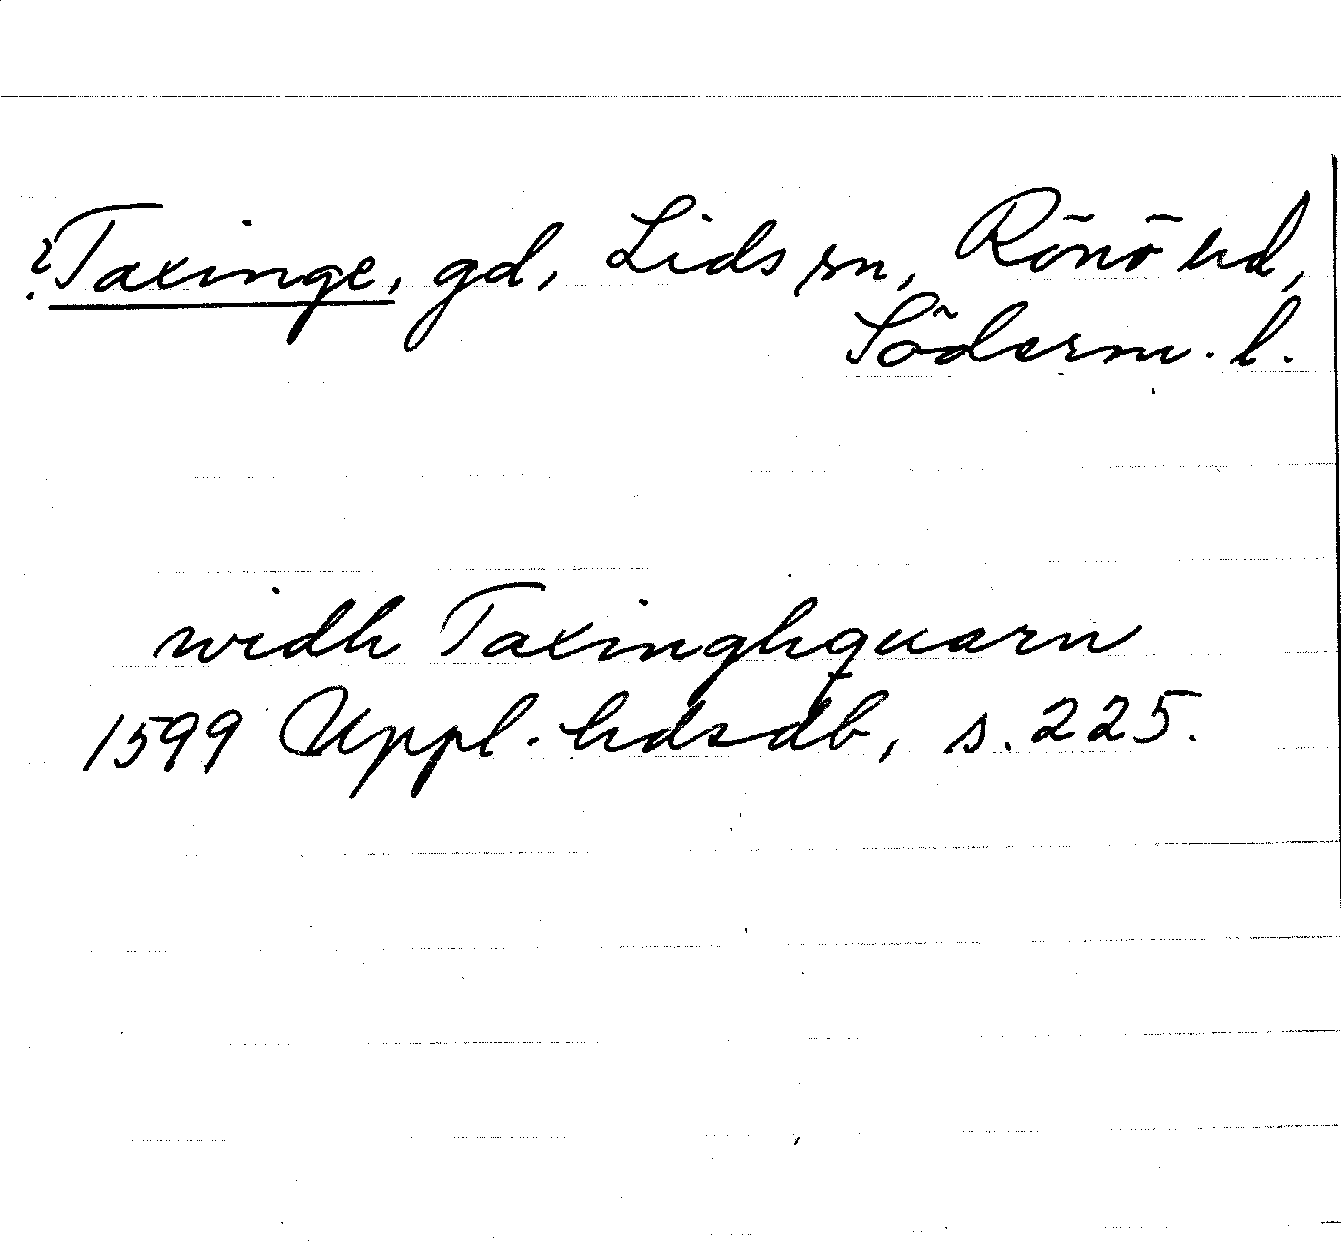 ?Taxinge, gd, Lids sn, Rönö hd,
Söderm. l.
widh Taxinghquarn
1599 Uppl. hdsdb, s. 225.